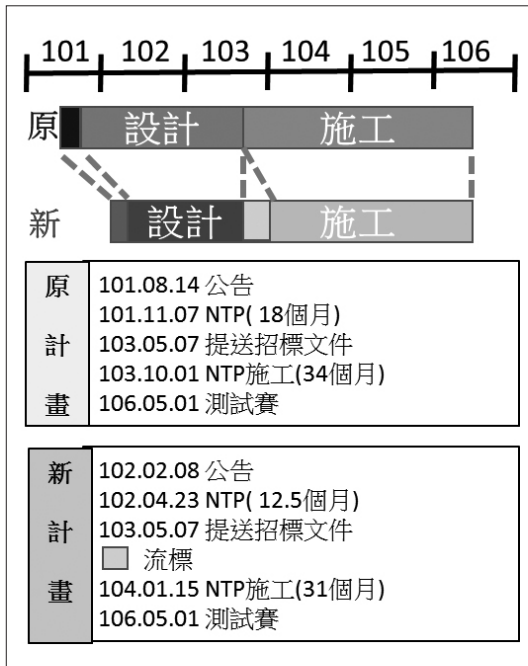 101 102 103 104 105 106
原 設計 施工
新 設計 施工
原計畫
101.08.14 公告
101.11.07 NTP( 18個月)
103.05.07 提送招標文件
103.10.01 NTP施工(34個月)
106.05.01 測試賽
新計畫
102.02.08 公告
102.04.23 NTP( 12.5個月)
103.05.07 提送招標文件
流標
104.01.15 NTP施工(31個月)
106.05.01 測試賽